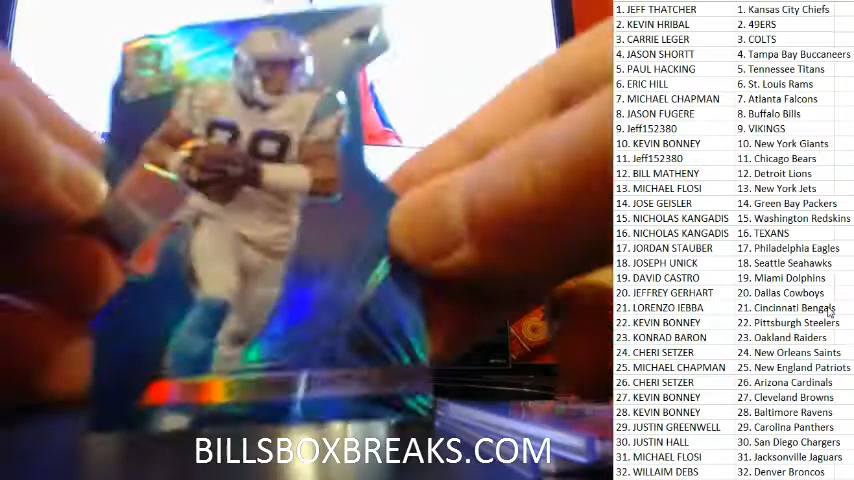 1. JEFF THATCHER 1. Kansas City Chiefs
2. KEVIN HRIBAL 2. 49ERS
3. CARRIE LEGER 3. COLTS
4. JASON SHORTT 4. Tampa Bay Buccaneers
5. PAUL HACKING 5. Tennessee Titans
6. ERIC HILL 6. St. Louis Rams
7. MICHAEL CHAPMAN 7. Atlanta Falcons
8. JASON FUGERE 8. Buffalo Bills
9. Jeff152380 9. VIKINGS
10. KEVIN BONNEY 10. New York Giants
11. Jeff152380 11. Chicago Bears
12. BILL MATHENY 12. Detroit Lions
13. MICHAEL FLOSI 13. New York Jets
14. JOSE GEISLER 14. Green Bay Packers
15. NICHOLAS KANGADIS 15. Washington Redskins
16. NICHOLAS KANGADIS 16. TEXANS
17. JORDAN STAUBER 17. Philadelphia Eagles
18. JOSEPH UNICK 18. Seattle Seahawks
19. DAVID CASTRO 19. Miami Dolphins
20. JEFFREY GERHART 20. Dallas Cowboys
21. LORENZO IEBBA 21. Cincinnati Bengals
22. KEVIN BONNEY 22. Pittsburgh Steelers
23. KONRAD BARON 23. Oakland Raiders
24. CHERI SETZER 24. New Orleans Saints
25. MICHAEL CHAPMAN 25. New England Patriots
26. CHERI SETZER 26. Arizona Cardinals
27. KEVIN BONNEY 27. Cleveland Browns
28. KEVIN BONNEY 28. Baltimore Ravens
29. JUSTIN GREENWELL 29. Carolina Panthers
30. JUSTIN HALL 30. San Diego Chargers
31. MICHAEL FLOSI 31. Jacksonville Jaguars
32. WILLAIM DEBS 32. Denver Broncos
BILLSBOXBREAKS.COM